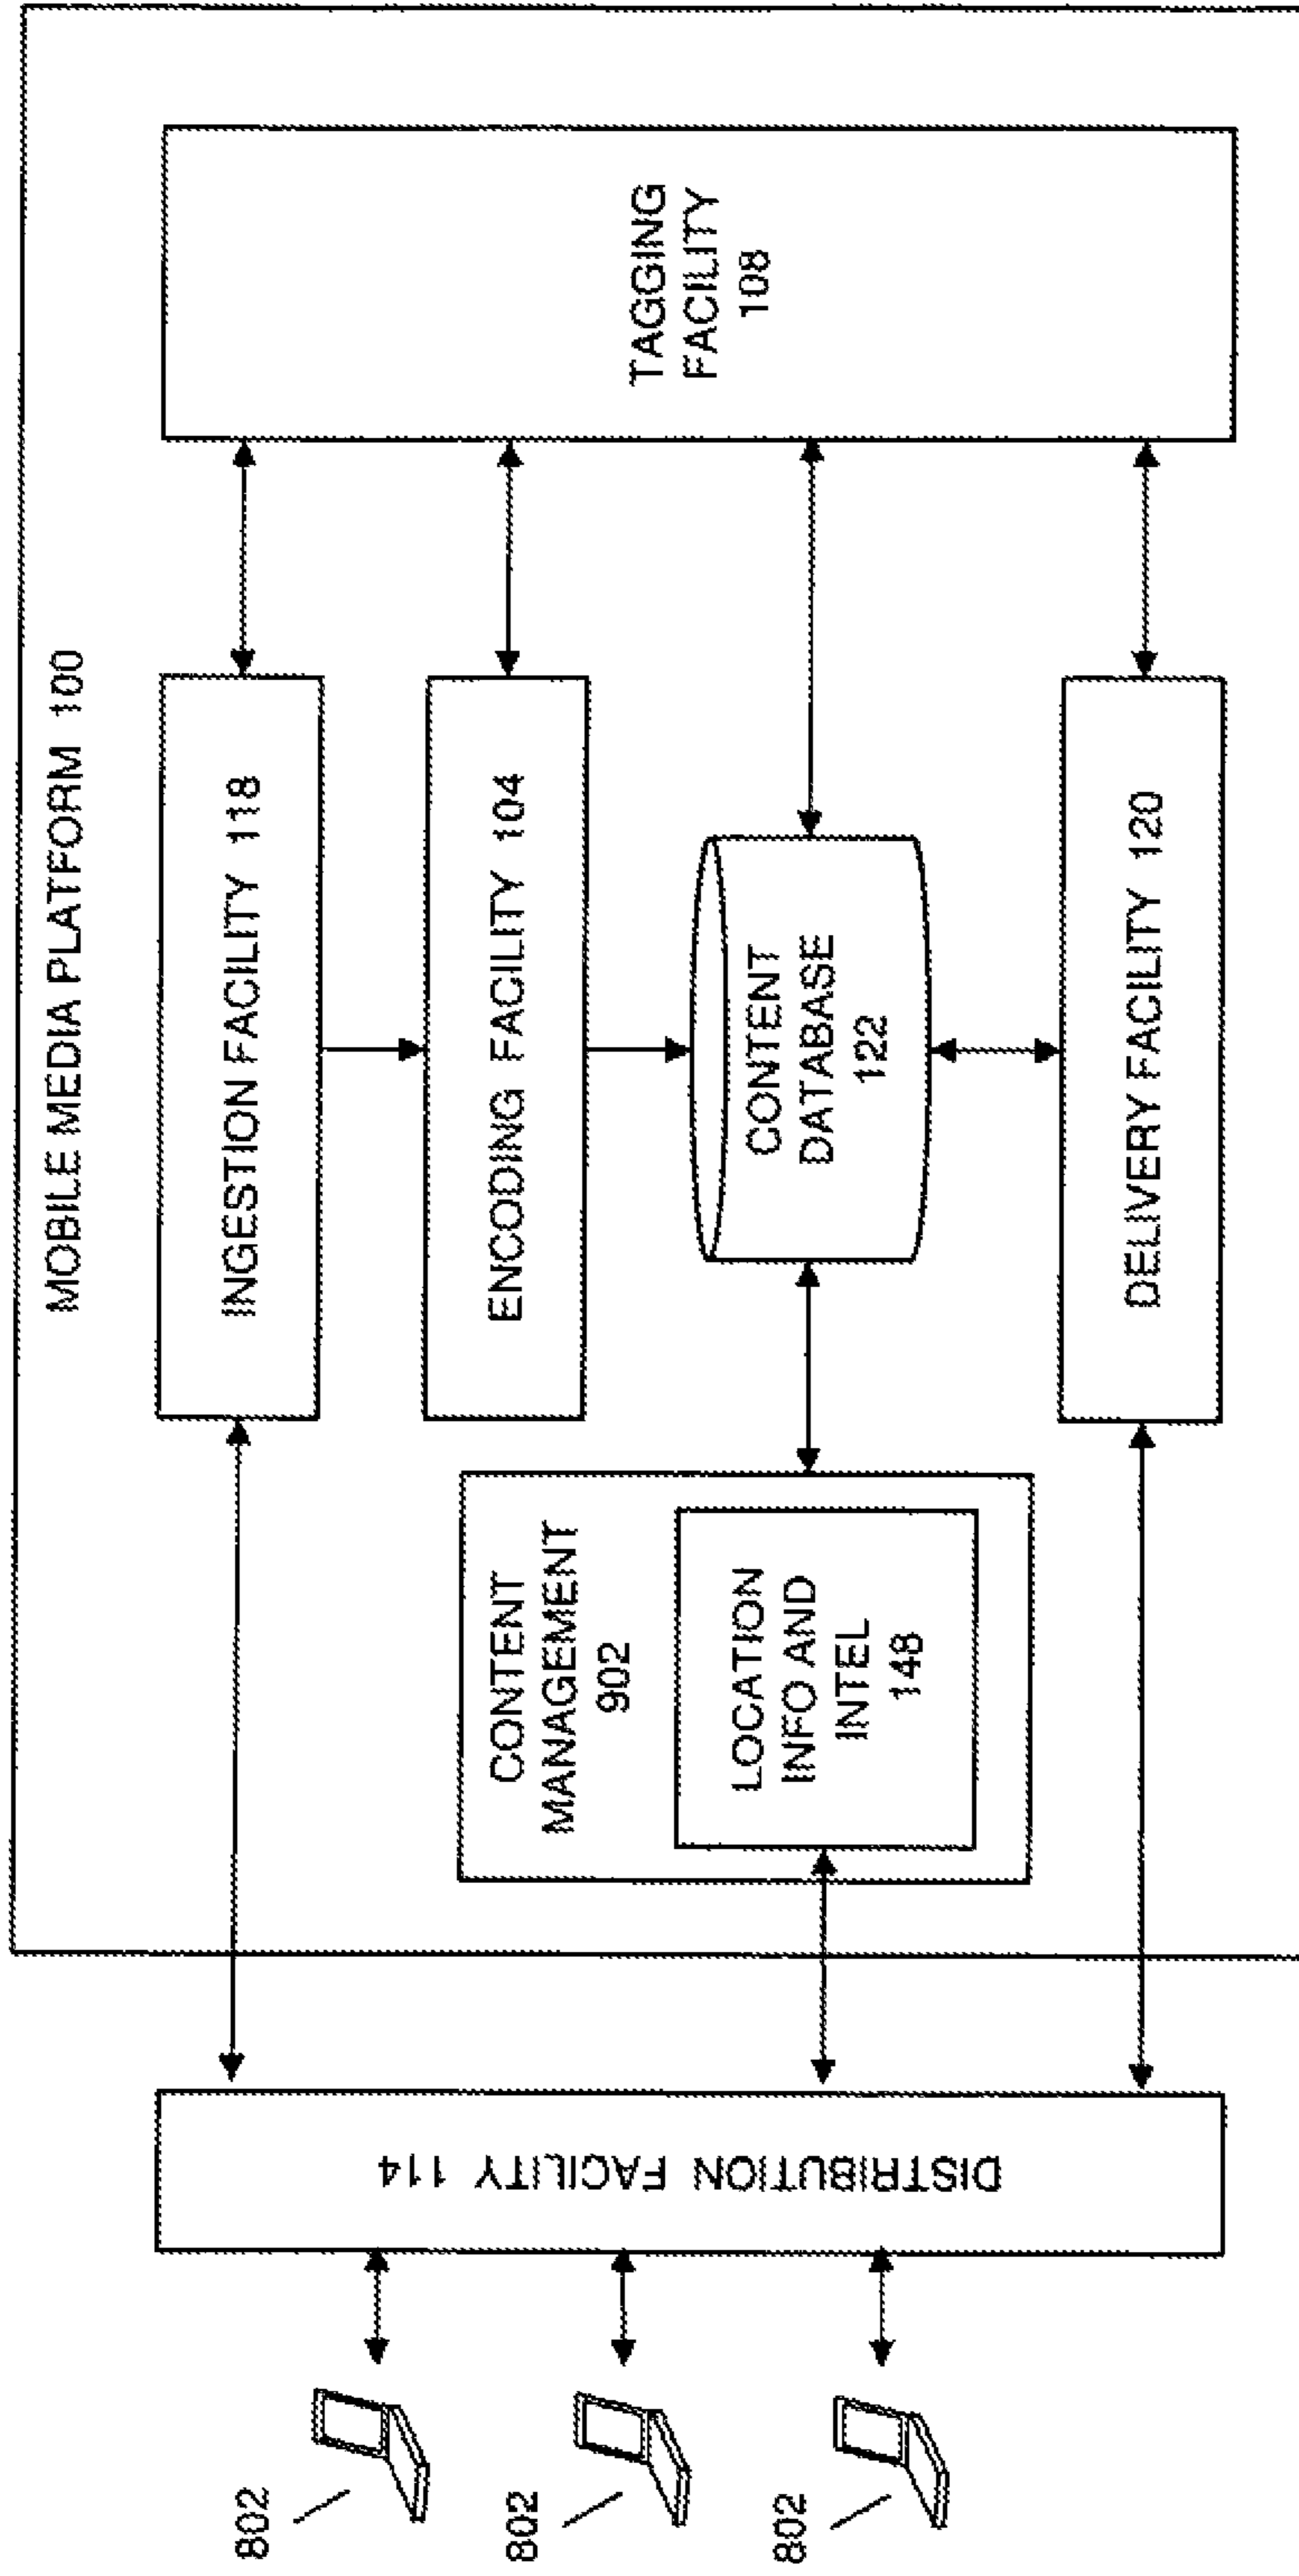 MOBILE MEDIA PLATFORM 100
802
802
802
DISTRIBUTION FACILITY 114
INGESTION FACILITY 118
ENCODING FACILITY 104
CONTENT
MANAGEMENT
902
LOCATION
INFO AND
INTEL
148
CONTENT
DATABASE
122
DELIVERY FACILITY 120
TAGGING
FACILITY
108